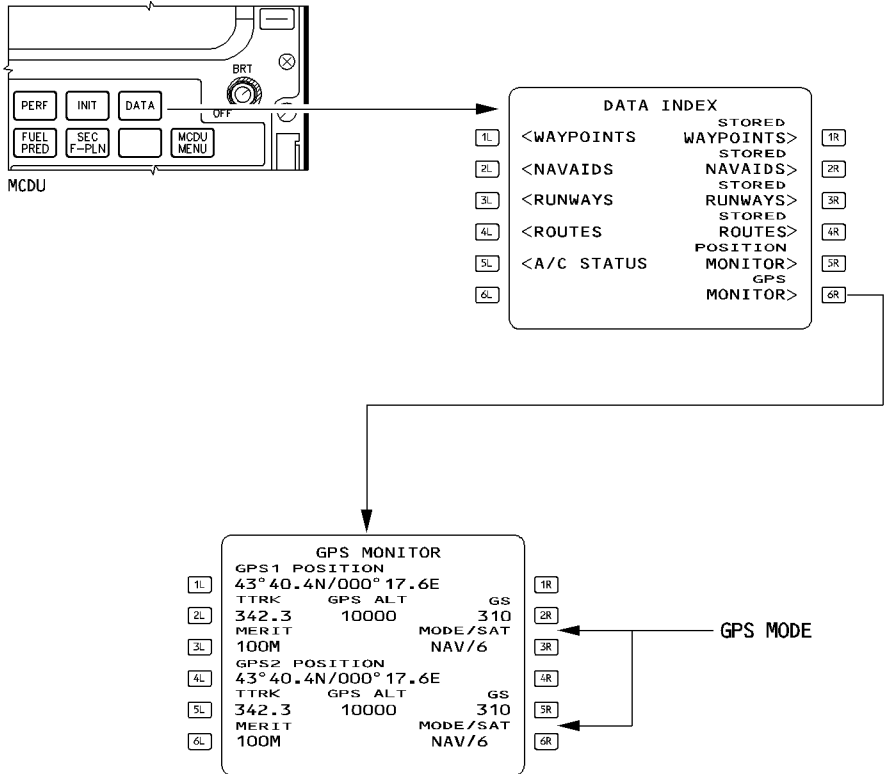 BRT
OFF
PERF INIT DATA
FUEL PRED SEC F-PLN MCDU MENU
MCDU
DATA INDEX
STORED
1L <WAYPOINTS WAYPOINTS> 1R
STORED
2L <NAVAIDS NAVAIDS> 2R
STORED
3L <RUNWAYS RUNWAYS> 3R
STORED
4L <ROUTES ROUTES> 4R
POSITION
5L <A/C STATUS MONITOR> 5R
GPS
6L MONITOR> 6R
GPS MONITOR
GPS1 POSITION
1L 43°40.4N/000°17.6E 1R
TTRK GPS ALT GS
2L 342.3 10000 310 2R
MERIT MODE/SAT
3L 100M NAV/6 3R
GPS2 POSITION
4L 43°40.4N/000°17.6E 4R
TTRK GPS ALT GS
5L 342.3 10000 310 5R
MERIT MODE/SAT
6L 100M NAV/6 6R
GPS MODE